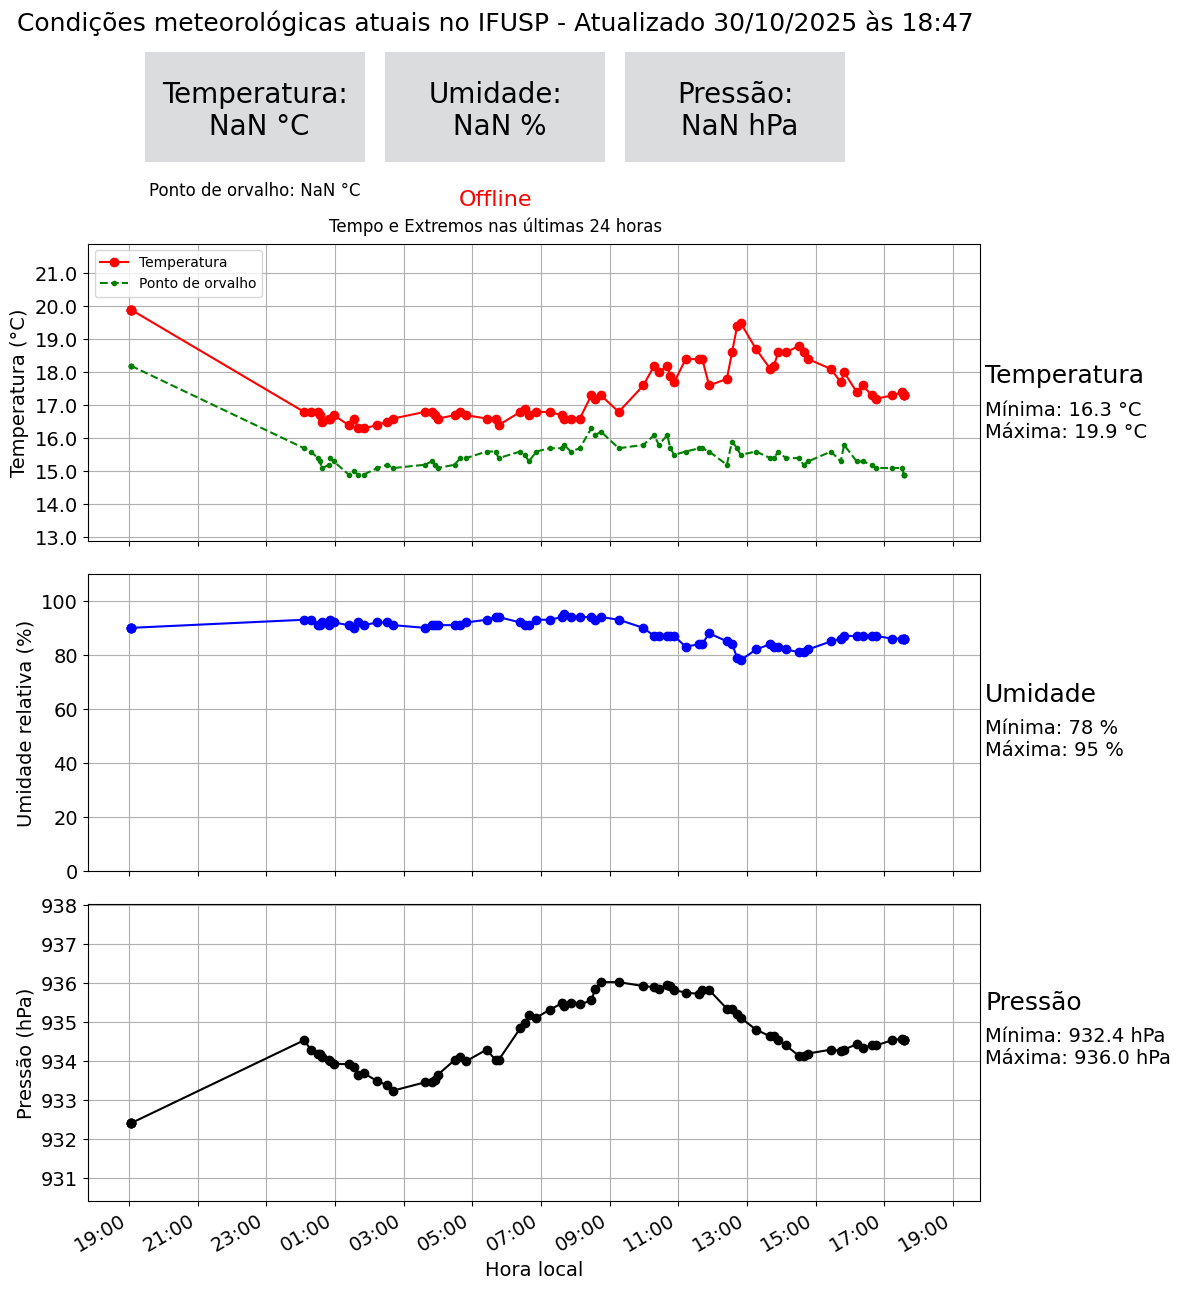 Condições meteorológicas atuais no IFUSP - Atualizado 30/10/2025 às 18:47
Temperatura:
NaN °C
Umidade:
NaN %
Pressão:
NaN hPa
Ponto de orvalho: NaN °C
Offline
Tempo e Extremos nas últimas 24 horas
Temperatura
Ponto de orvalho
Temperatura (°C)
21.0
20.0
19.0
18.0
17.0
16.0
15.0
14.0
13.0
Temperatura
Mínima: 16.3 °C
Máxima: 19.9 °C
Umidade relativa (%)
100
80
60
40
20
0
Umidade
Mínima: 78 %
Máxima: 95 %
Pressão (hPa)
938
937
936
935
934
933
932
931
Pressão
Mínima: 932.4 hPa
Máxima: 936.0 hPa
19:00 21:00 23:00 01:00 03:00 05:00 07:00 09:00 11:00 13:00 15:00 17:00 19:00
Hora local